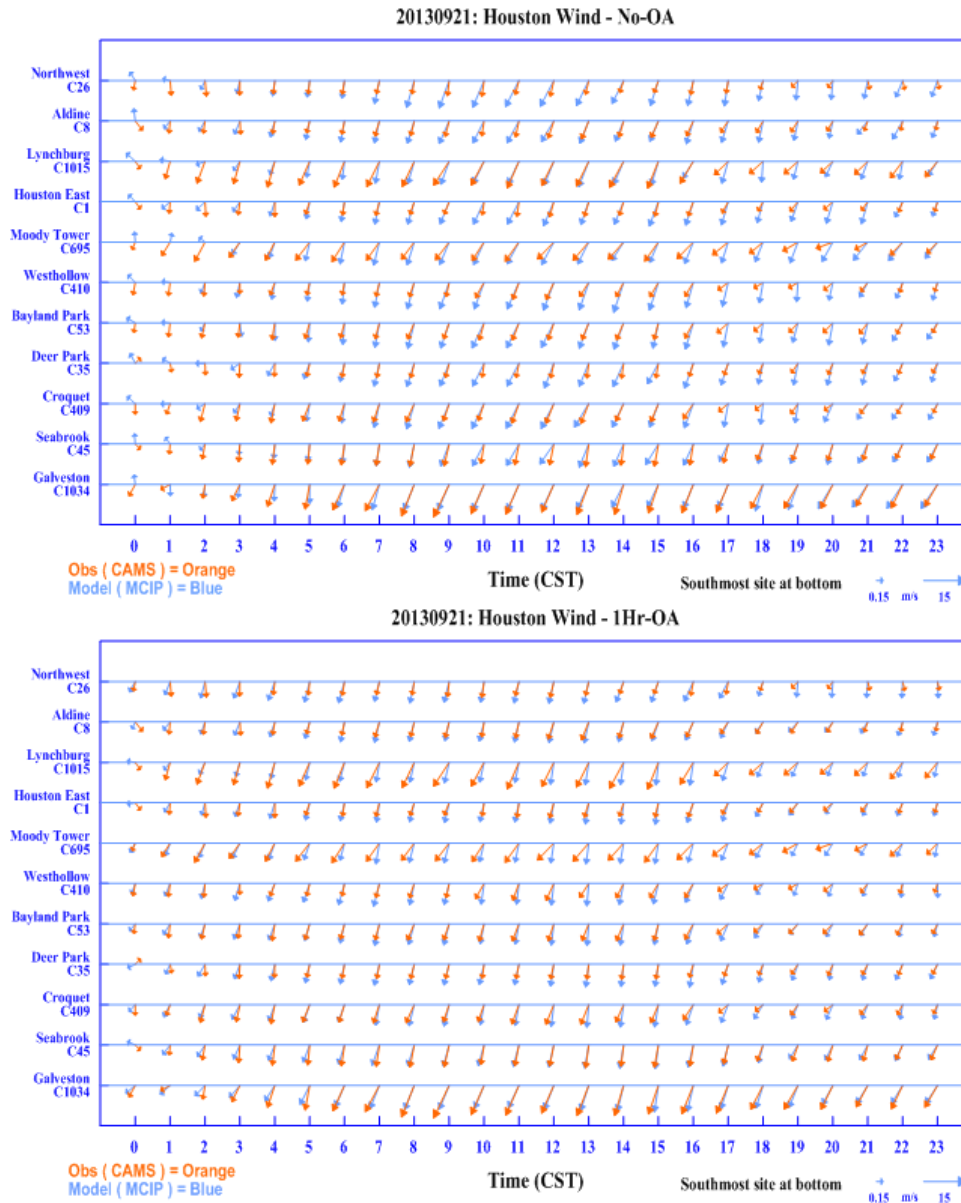 20130921: Houston Wind - No-OA
Northwest
C26
Aldine
C8
Lynchburg
C1015
Houston East
C1
Moody Tower
C695
Westhollow
C410
Bayland Park
C53
Deer Park
C35
Croquet
C409
Seabrook
C45
Galveston
C1034
0 1 2 3 4 5 6 7 8 9 10 11 12 13 14 15 16 17 18 19 20 21 22 23
Obs ( CAMS ) = Orange
Model ( MCIP ) = Blue
Time (CST)
Southmost site at bottom
0.15 m/s 15
20130921: Houston Wind - 1Hr-OA
Northwest
C26
Aldine
C8
Lynchburg
C1015
Houston East
C1
Moody Tower
C695
Westhollow
C410
Bayland Park
C53
Deer Park
C35
Croquet
C409
Seabrook
C45
Galveston
C1034
0 1 2 3 4 5 6 7 8 9 10 11 12 13 14 15 16 17 18 19 20 21 22 23
Obs ( CAMS ) = Orange
Model ( MCIP ) = Blue
Time (CST)
Southmost site at bottom
0.15 m/s 15